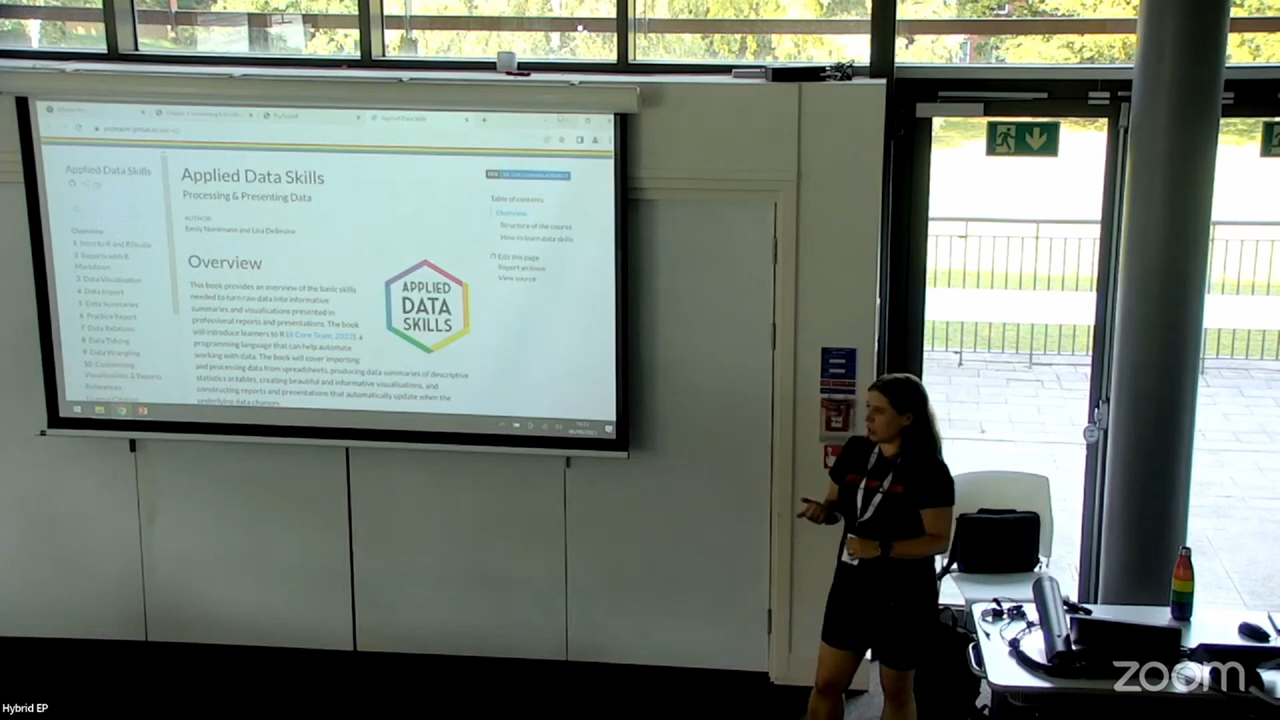 Applied Data Skills
Applied Data Skills
Applied Data Skills
Processing & Presenting Data
AUTHOR
Emily Nordmann and Lisa DeBruine
Overview
This book provides an overview of the basic skills
needed to turn raw data into informative
summaries and visualisations presented in
professional reports and presentations. The book
will introduce learners to R (R Core Team, 2022), a
programming language that can help automate
working with data. The book will cover importing
and processing data from spreadsheets, producing data summaries of descriptive
statistics in tables, creating beautiful and informative visualisations, and
constructing reports and presentations that automatically update when the
underlying data changes.
APPLIED
DATA
SKILLS
Overview
1 Intro to R and RStudio
2 Reports with R
Markdown
3 Data Visualisation
4 Data Import
5 Data Summaries
6 Practice Report
7 Data Relations
8 Data Tidying
9 Data Wrangling
10 Customising
Visualisations & Reports
References
Table of contents
Overview
Structure of the course
How to learn data skills
Edit this page
Report an issue
View source
zoom
Hybrid EP